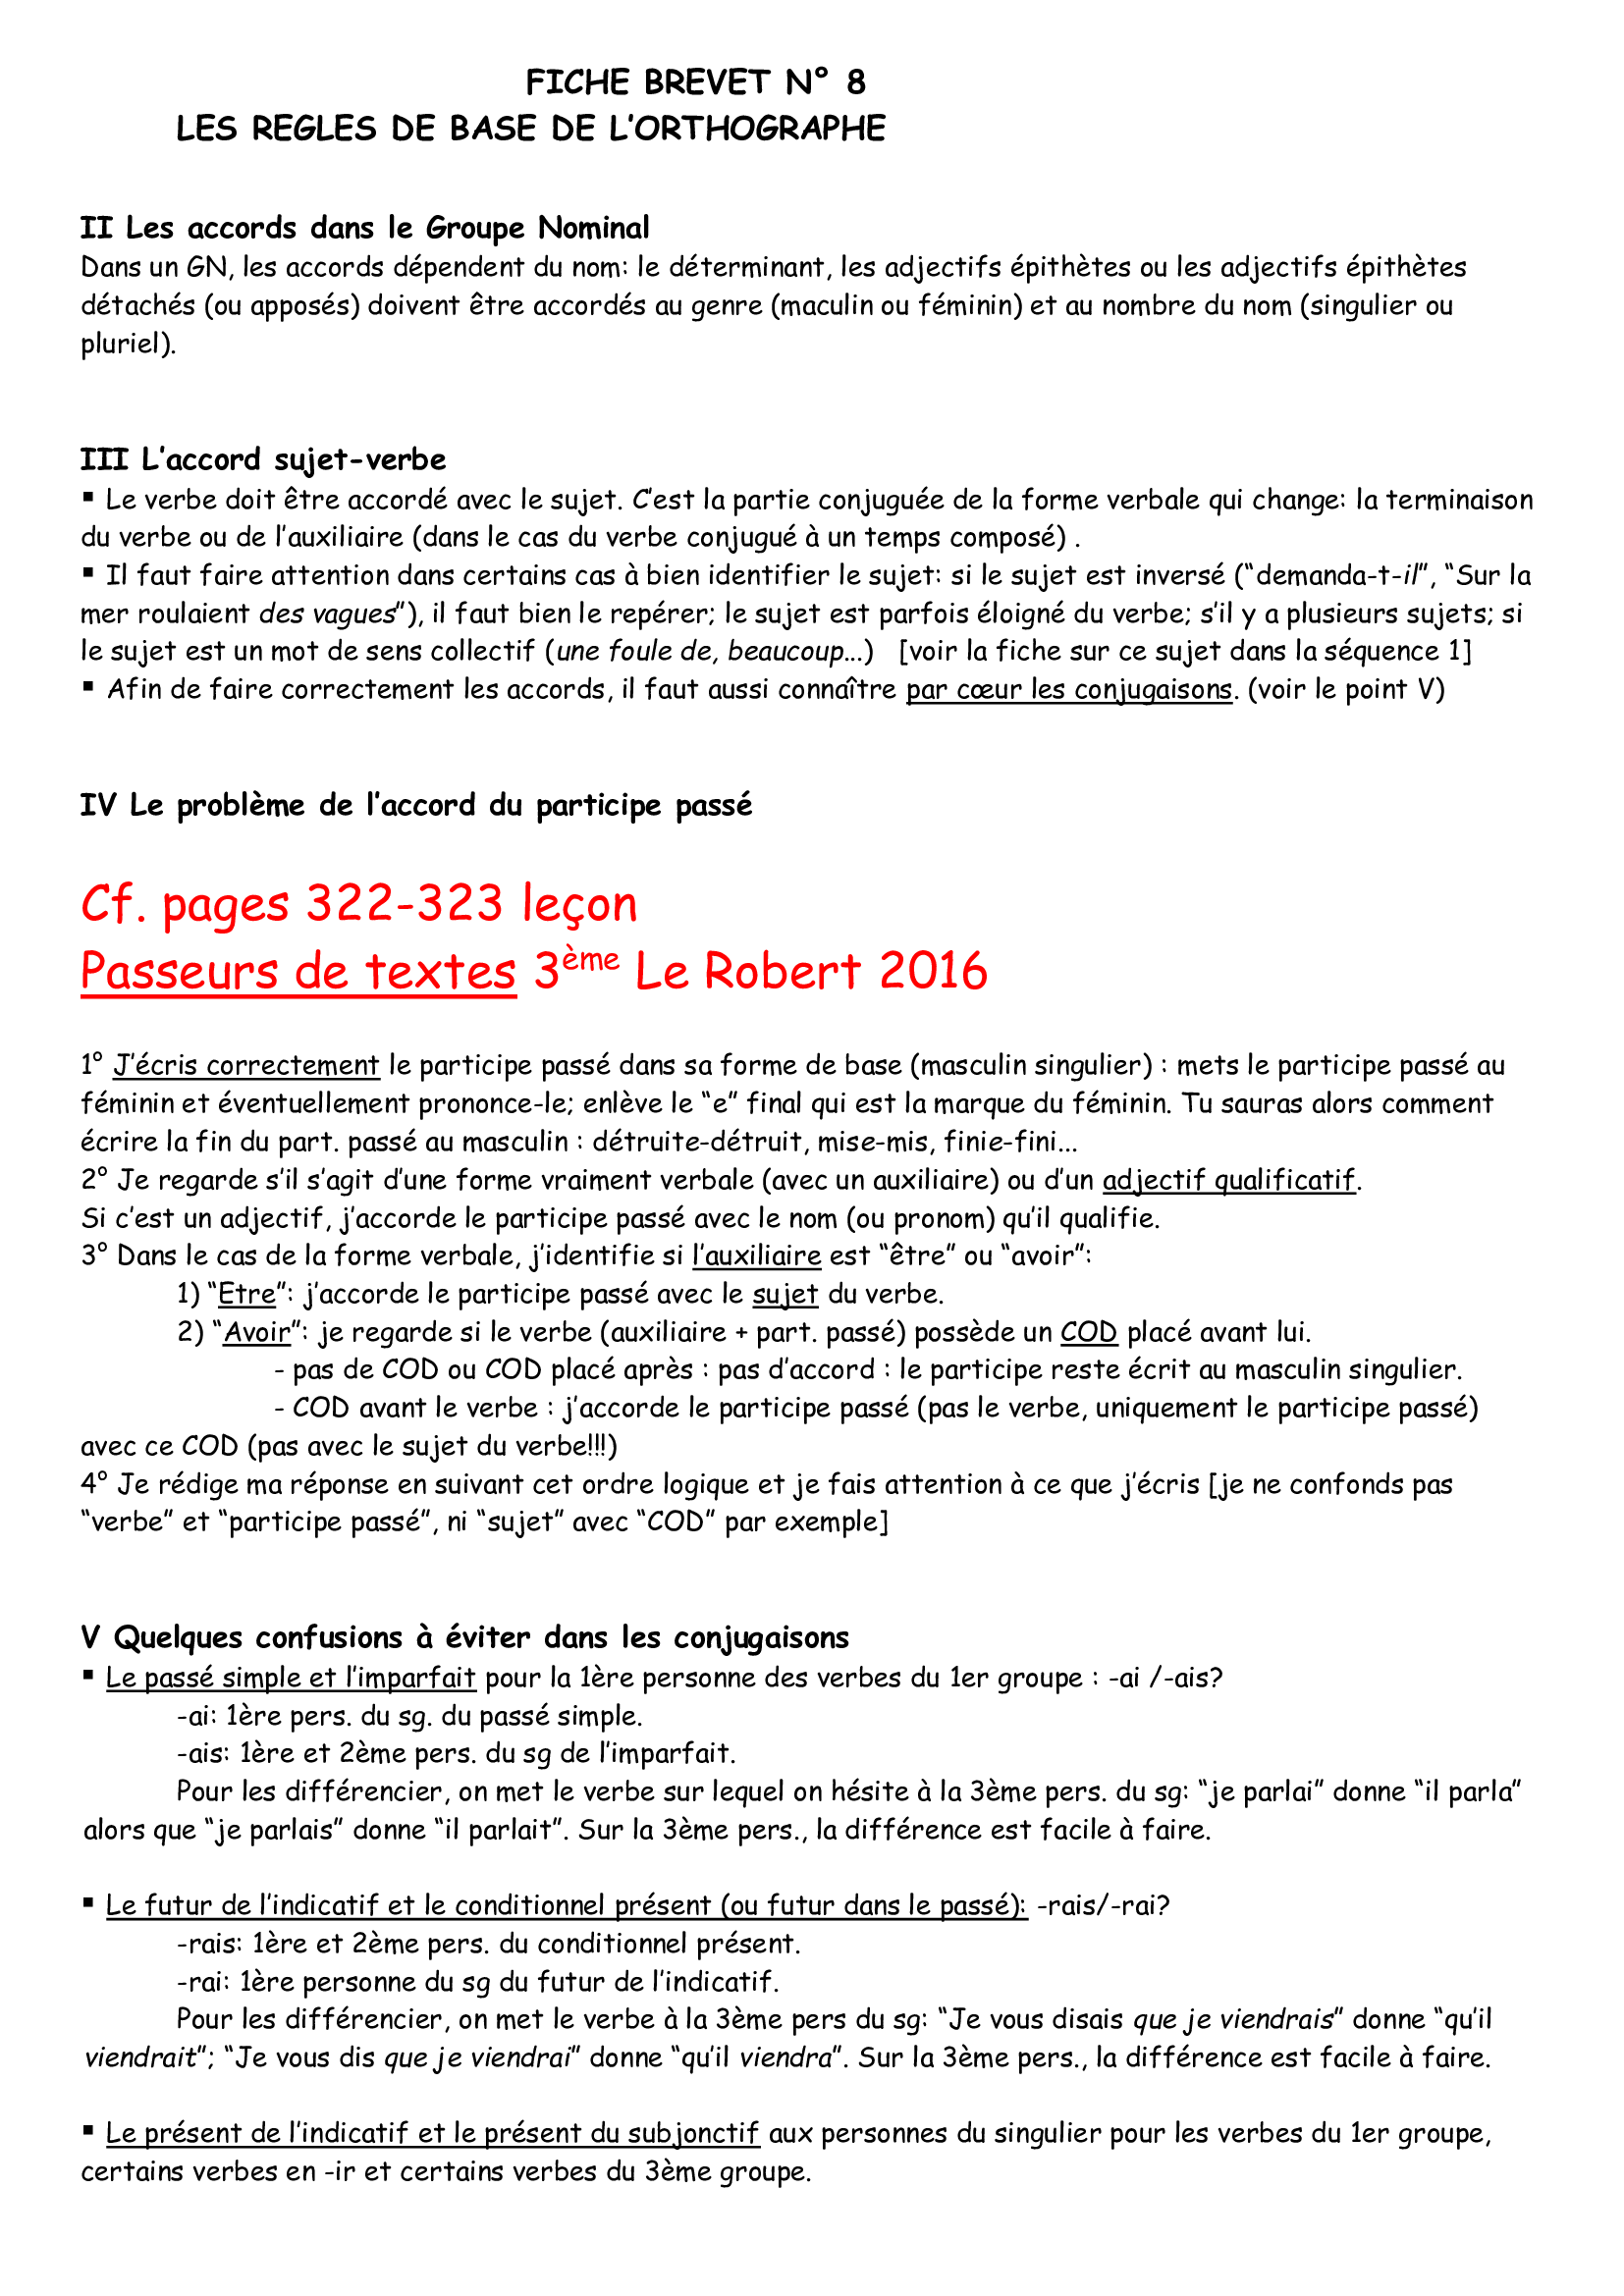 FICHE BREVET N° 8
LES REGLES DE BASE DE L'ORTHOGRAPHE
II Les accords dans le Groupe Nominal
Dans un GN, les accords dépendent du nom: le déterminant, les adjectifs épithètes ou les adjectifs épithètes
détachés (ou apposés) doivent être accordés au genre (maculin ou féminin) et au nombre du nom (singulier ou
pluriel).
III L'accord sujet-verbe
▪ Le verbe doit être accordé avec le sujet. C'est la partie conjuguée de la forme verbale qui change: la terminaison
du verbe ou de l'auxiliaire (dans le cas du verbe conjugué à un temps composé) .
▪ Il faut faire attention dans certains cas à bien identifier le sujet: si le sujet est inversé ("demanda-t-il", "Sur la
mer roulaient des vagues"), il faut bien le repérer; le sujet est parfois éloigné du verbe; s'il y a plusieurs sujets; si
le sujet est un mot de sens collectif (une foule de, beaucoup...) [voir la fiche sur ce sujet dans la séquence 1]
▪ Afin de faire correctement les accords, il faut aussi connaître par cœur les conjugaisons. (voir le point V)
IV Le problème de l'accord du participe passé
Cf. pages 322-323 leçon
Passeurs de textes 3ème Le Robert 2016
1° J'écris correctement le participe passé dans sa forme de base (masculin singulier) : mets le participe passé au
féminin et éventuellement prononce-le; enlève le "e" final qui est la marque du féminin. Tu sauras alors comment
écrire la fin du part. passé au masculin : détruite-détruit, mise-mis, finie-fini...
2° Je regarde s'il s'agit d'une forme vraiment verbale (avec un auxiliaire) ou d'un adjectif qualificatif.
Si c'est un adjectif, j'accorde le participe passé avec le nom (ou pronom) qu'il qualifie.
3° Dans le cas de la forme verbale, j'identifie si l'auxiliaire est "être" ou "avoir":
1) "Etre": j'accorde le participe passé avec le sujet du verbe.
2) "Avoir": je regarde si le verbe (auxiliaire + part. passé) possède un COD placé avant lui.
- pas de COD ou COD placé après : pas d'accord : le participe reste écrit au masculin singulier.
- COD avant le verbe : j'accorde le participe passé (pas le verbe, uniquement le participe passé)
avec ce COD (pas avec le sujet du verbe!!!)
4° Je rédige ma réponse en suivant cet ordre logique et je fais attention à ce que j'écris [je ne confonds pas
"verbe" et "participe passé", ni "sujet" avec "COD" par exemple]
V Quelques confusions à éviter dans les conjugaisons
▪ Le passé simple et l'imparfait pour la 1ère personne des verbes du 1er groupe : -ai /-ais?
-ai: 1ère pers. du sg. du passé simple.
-ais: 1ère et 2ème pers. du sg de l'imparfait.
Pour les différencier, on met le verbe sur lequel on hésite à la 3ème pers. du sg: "je parlai" donne "il parla"
alors que "je parlais" donne "il parlait". Sur la 3ème pers., la différence est facile à faire.
▪ Le futur de l'indicatif et le conditionnel présent (ou futur dans le passé): -rais/-rai?
-rais: 1ère et 2ème pers. du conditionnel présent.
-rai: 1ère personne du sg du futur de l'indicatif.
Pour les différencier, on met le verbe à la 3ème pers du sg: "Je vous disais que je viendrais" donne "qu'il
viendrait"; "Je vous dis que je viendrai" donne "qu'il viendra". Sur la 3ème pers., la différence est facile à faire.
▪ Le présent de l'indicatif et le présent du subjonctif aux personnes du singulier pour les verbes du 1er groupe,
certains verbes en -ir et certains verbes du 3ème groupe.